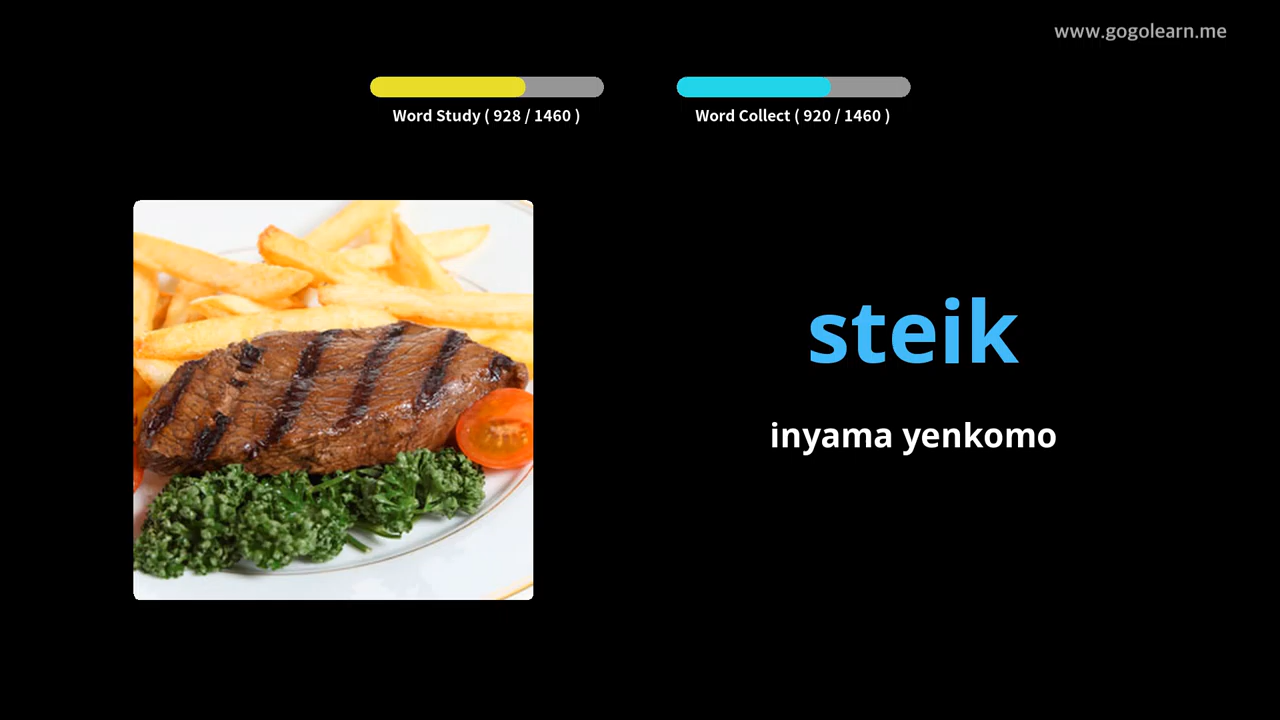 www.gogolearn.me
Word Study ( 928 / 1460 )
Word Collect ( 920 / 1460 )
steik
inyama yenkomo